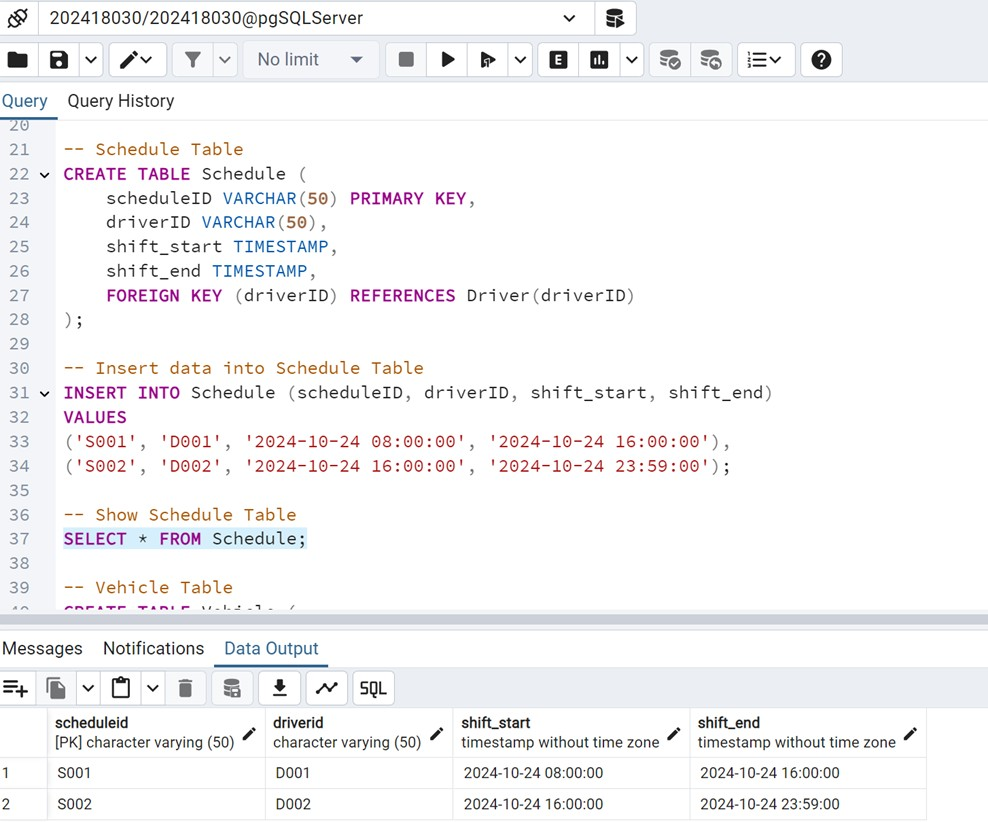 202418030/202418030@pgSQLServer
No limit
E
SQL
Query Query History
20
21 -- Schedule Table
22 CREATE TABLE Schedule (
23 scheduleID VARCHAR(50) PRIMARY KEY,
24 driverID VARCHAR(50),
25 shift_start TIMESTAMP,
26 shift_end TIMESTAMP,
27 FOREIGN KEY (driverID) REFERENCES Driver(driverID)
28 );
29
30 -- Insert data into Schedule Table
31 INSERT INTO Schedule (scheduleID, driverID, shift_start, shift_end)
32 VALUES
33 ('S001', 'D001', '2024-10-24 08:00:00', '2024-10-24 16:00:00'),
34 ('S002', 'D002', '2024-10-24 16:00:00', '2024-10-24 23:59:00');
35
36 -- Show Schedule Table
37 SELECT * FROM Schedule;
38
39 -- Vehicle Table
40 CREATE TABLE Vehicle (
Messages Notifications Data Output
scheduleid driverid shift_start shift_end
[PK] character varying (50) character varying (50) timestamp without time zone timestamp without time zone
1 S001 D001 2024-10-24 08:00:00 2024-10-24 16:00:00
2 S002 D002 2024-10-24 16:00:00 2024-10-24 23:59:00